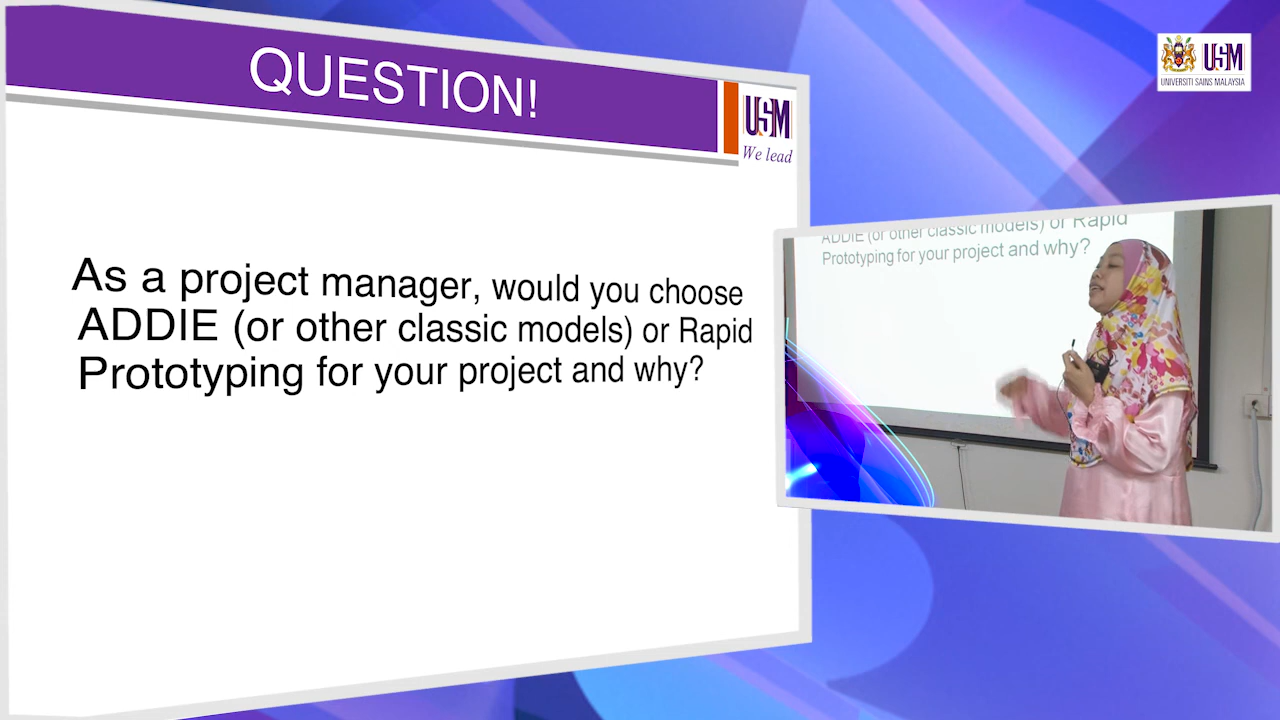 QUESTION!
USM
We lead
As a project manager, would you choose
ADDIE (or other classic models) or Rapid
Prototyping for your project and why?
USM
UNIVERSITI SAINS MALAYSIA
ADDIE (or other classic models) or Rapid
Prototyping for your project and why?